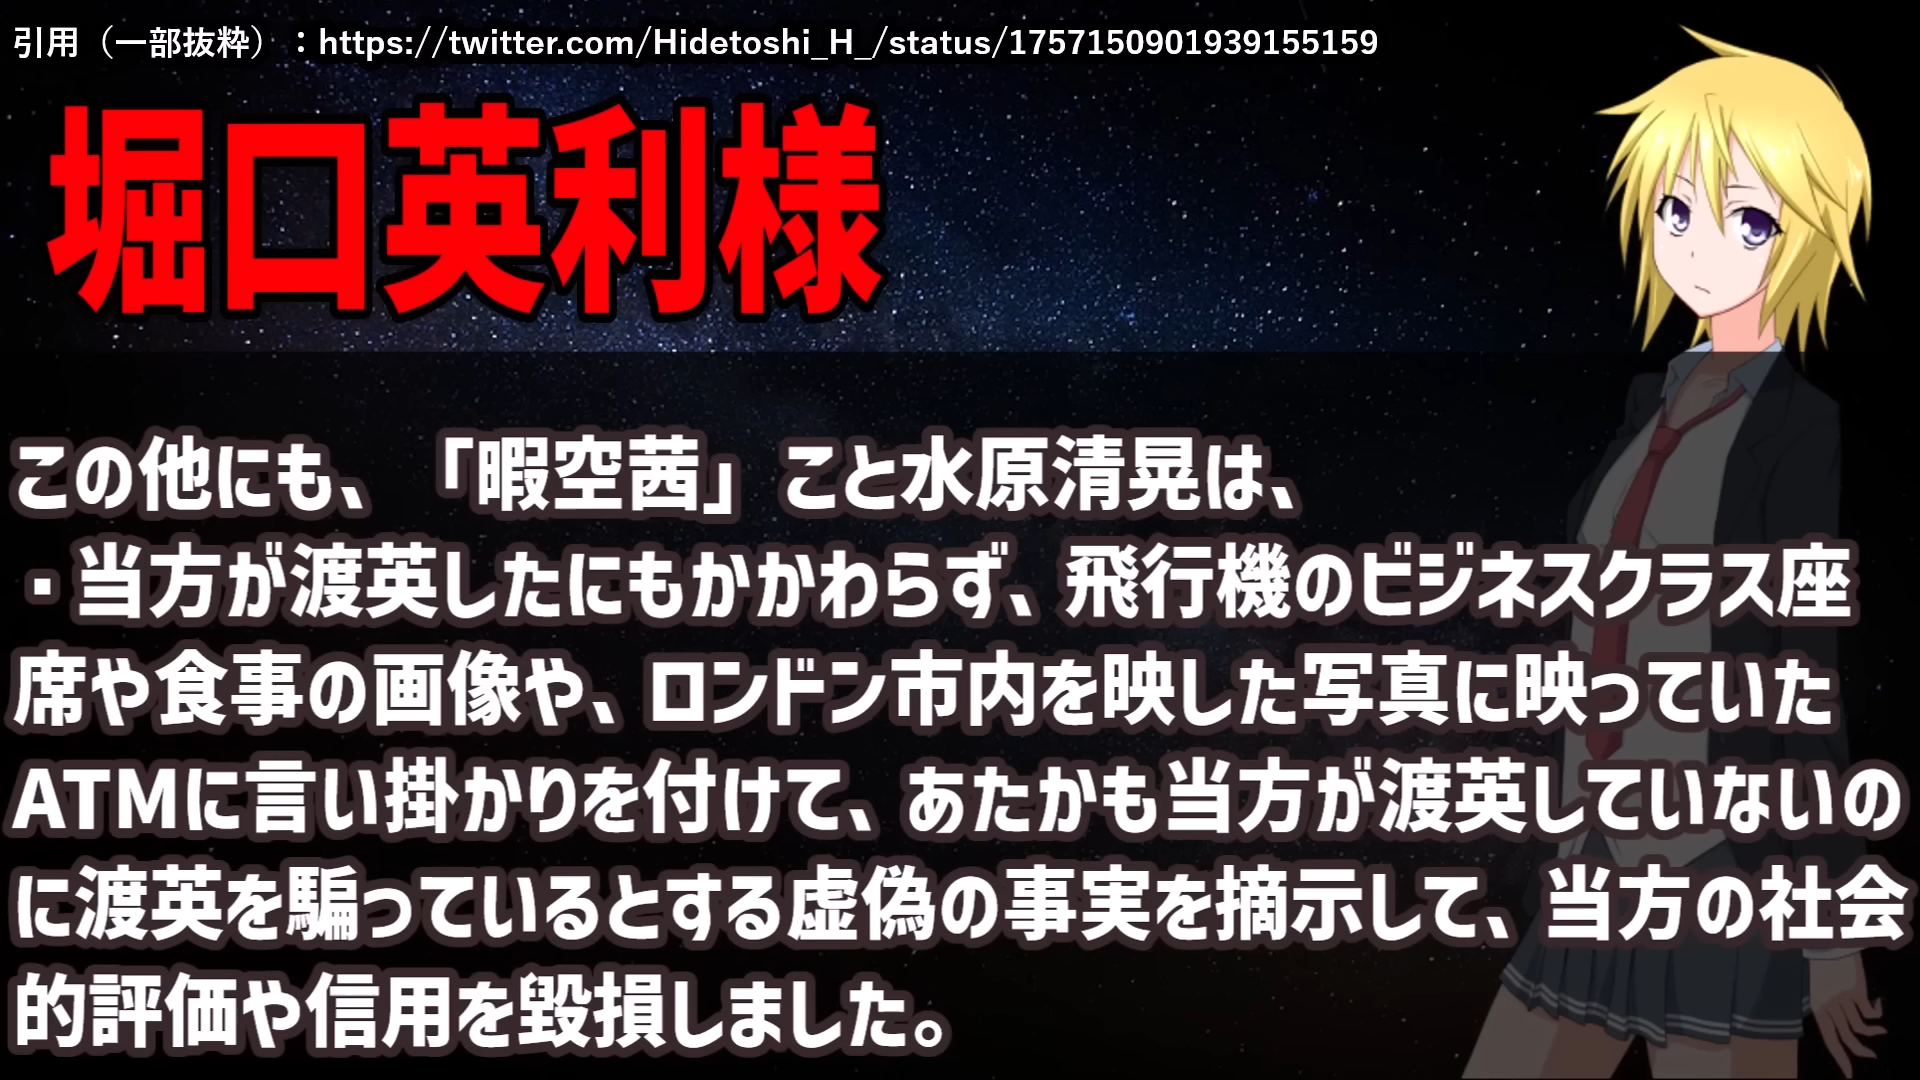 引用（一部抜粋）：https://twitter.com/Hidetoshi_H_/status/1757150901939155159
堀口英利様
この他にも、「暇空茜」こと水原清晃は、
・当方が渡英したにもかかわらず、飛行機のビジネスクラス座
席や食事の画像や、ロンドン市内を映した写真に映っていた
ATMに言い掛かりを付けて、あたかも当方が渡英していないの
に渡英を騙っているとする虚偽の事実を摘示して、当方の社会
的評価や信用を毀損しました。